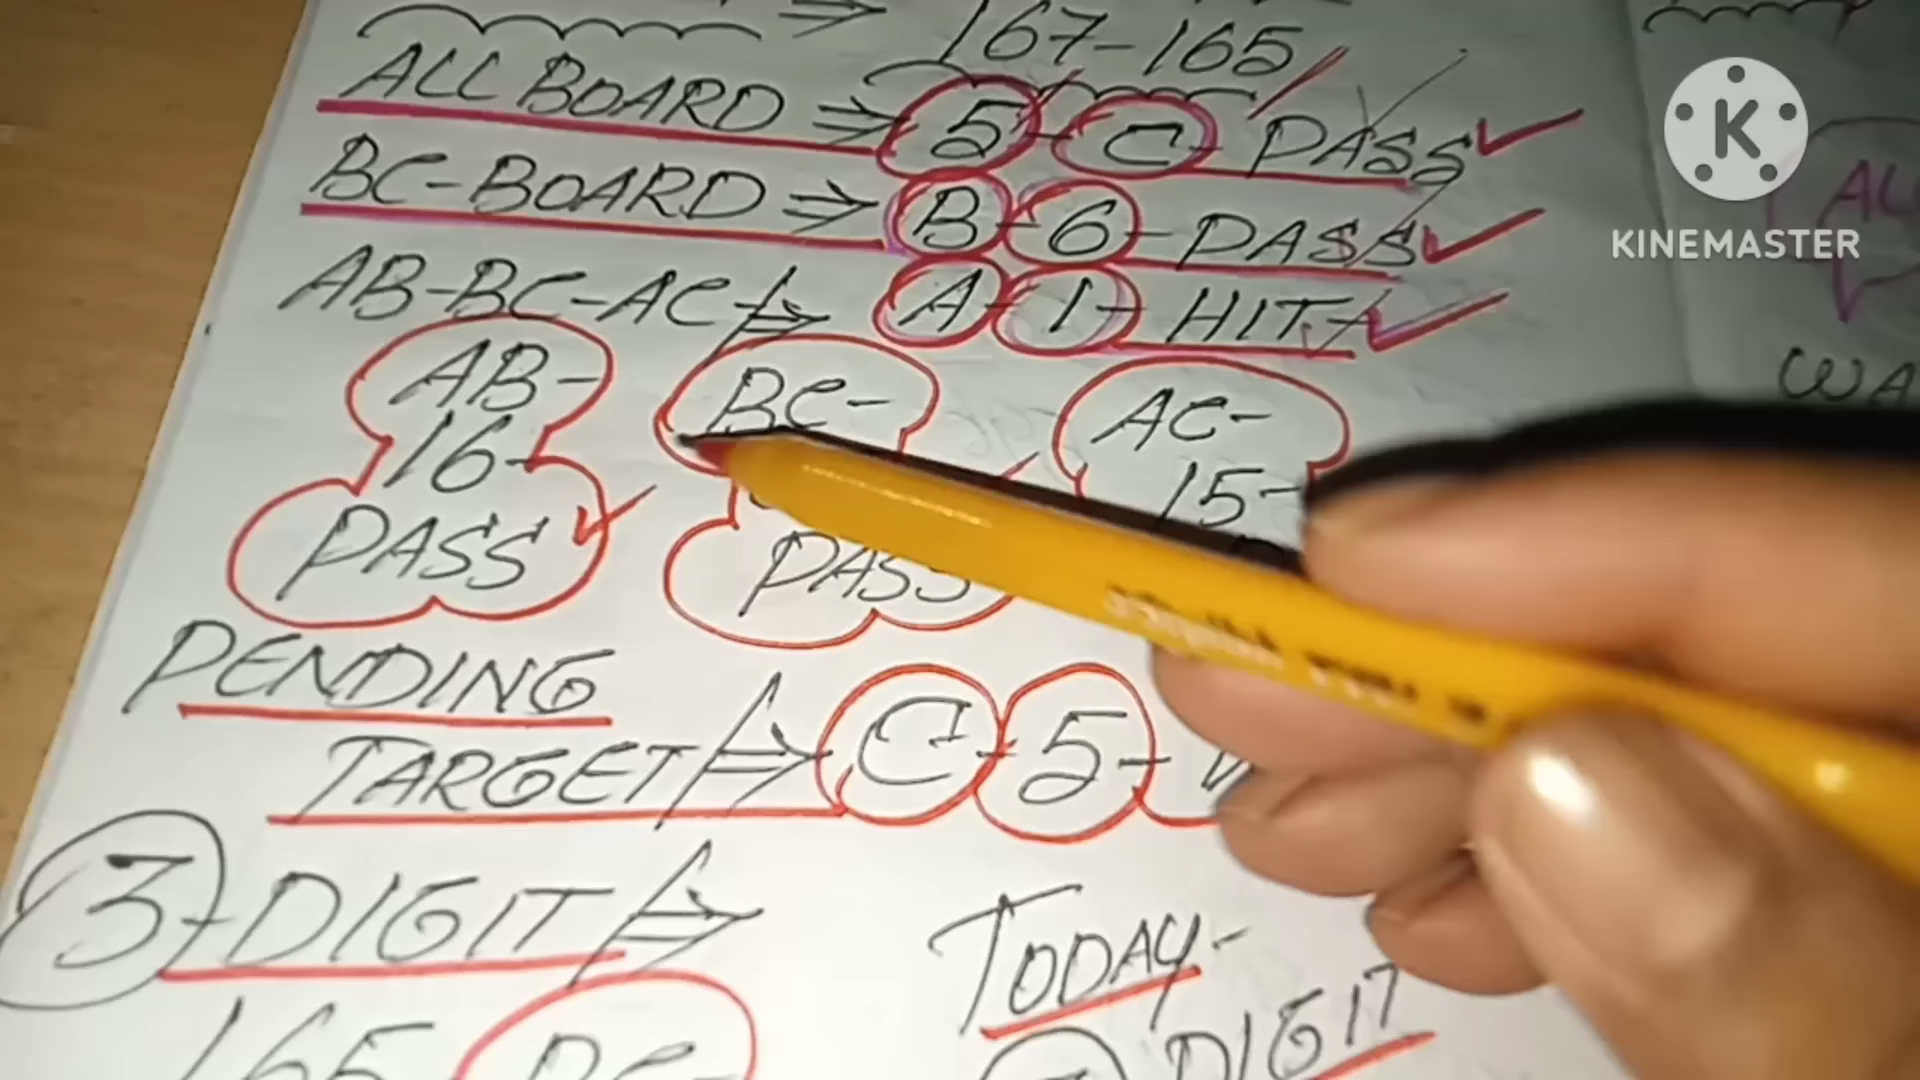 167-165
ALL BOARD ⇒ 5-C-PASS ✓
BC-BOARD ⇒ B-6-PASS ✓
AB-BC-AC ⇒ A-1-HIT ✓
AB- BC- AC-
16- 15-
PASS ✓ PASS
PENDING
TARGET ⇒ C-5-
3-DIGIT ⇒
TODAY-
165 BC- DIGIT
K
KINEMASTER